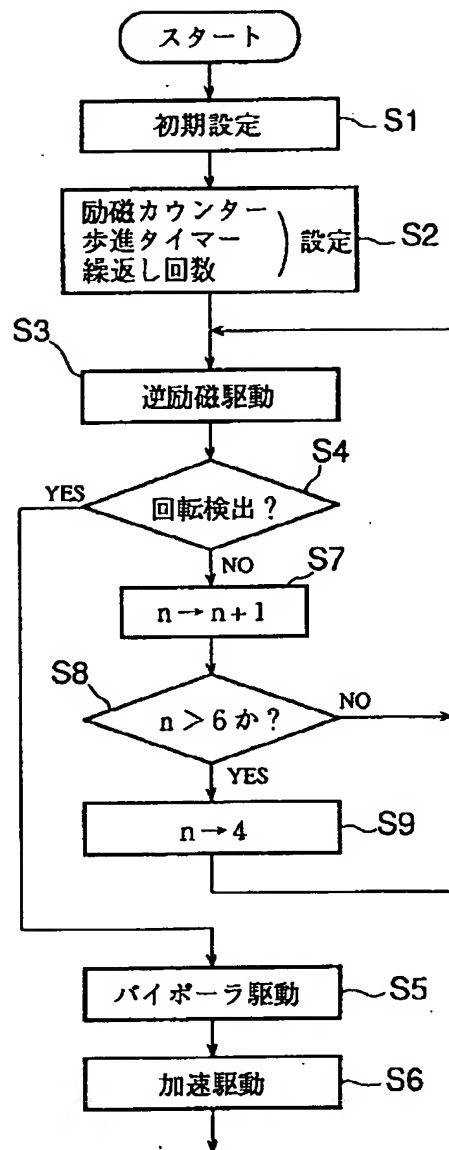 スタート
初期設定
S1
励磁カウンター
歩進タイマー
繰返し回数
) 設定
S2
S3
逆励磁駆動
S4
YES
回転検出?
NO
S7
n→n+1
S8
n>6か?
NO
YES
n→4
S9
バイポーラ駆動
S5
加速駆動
S6